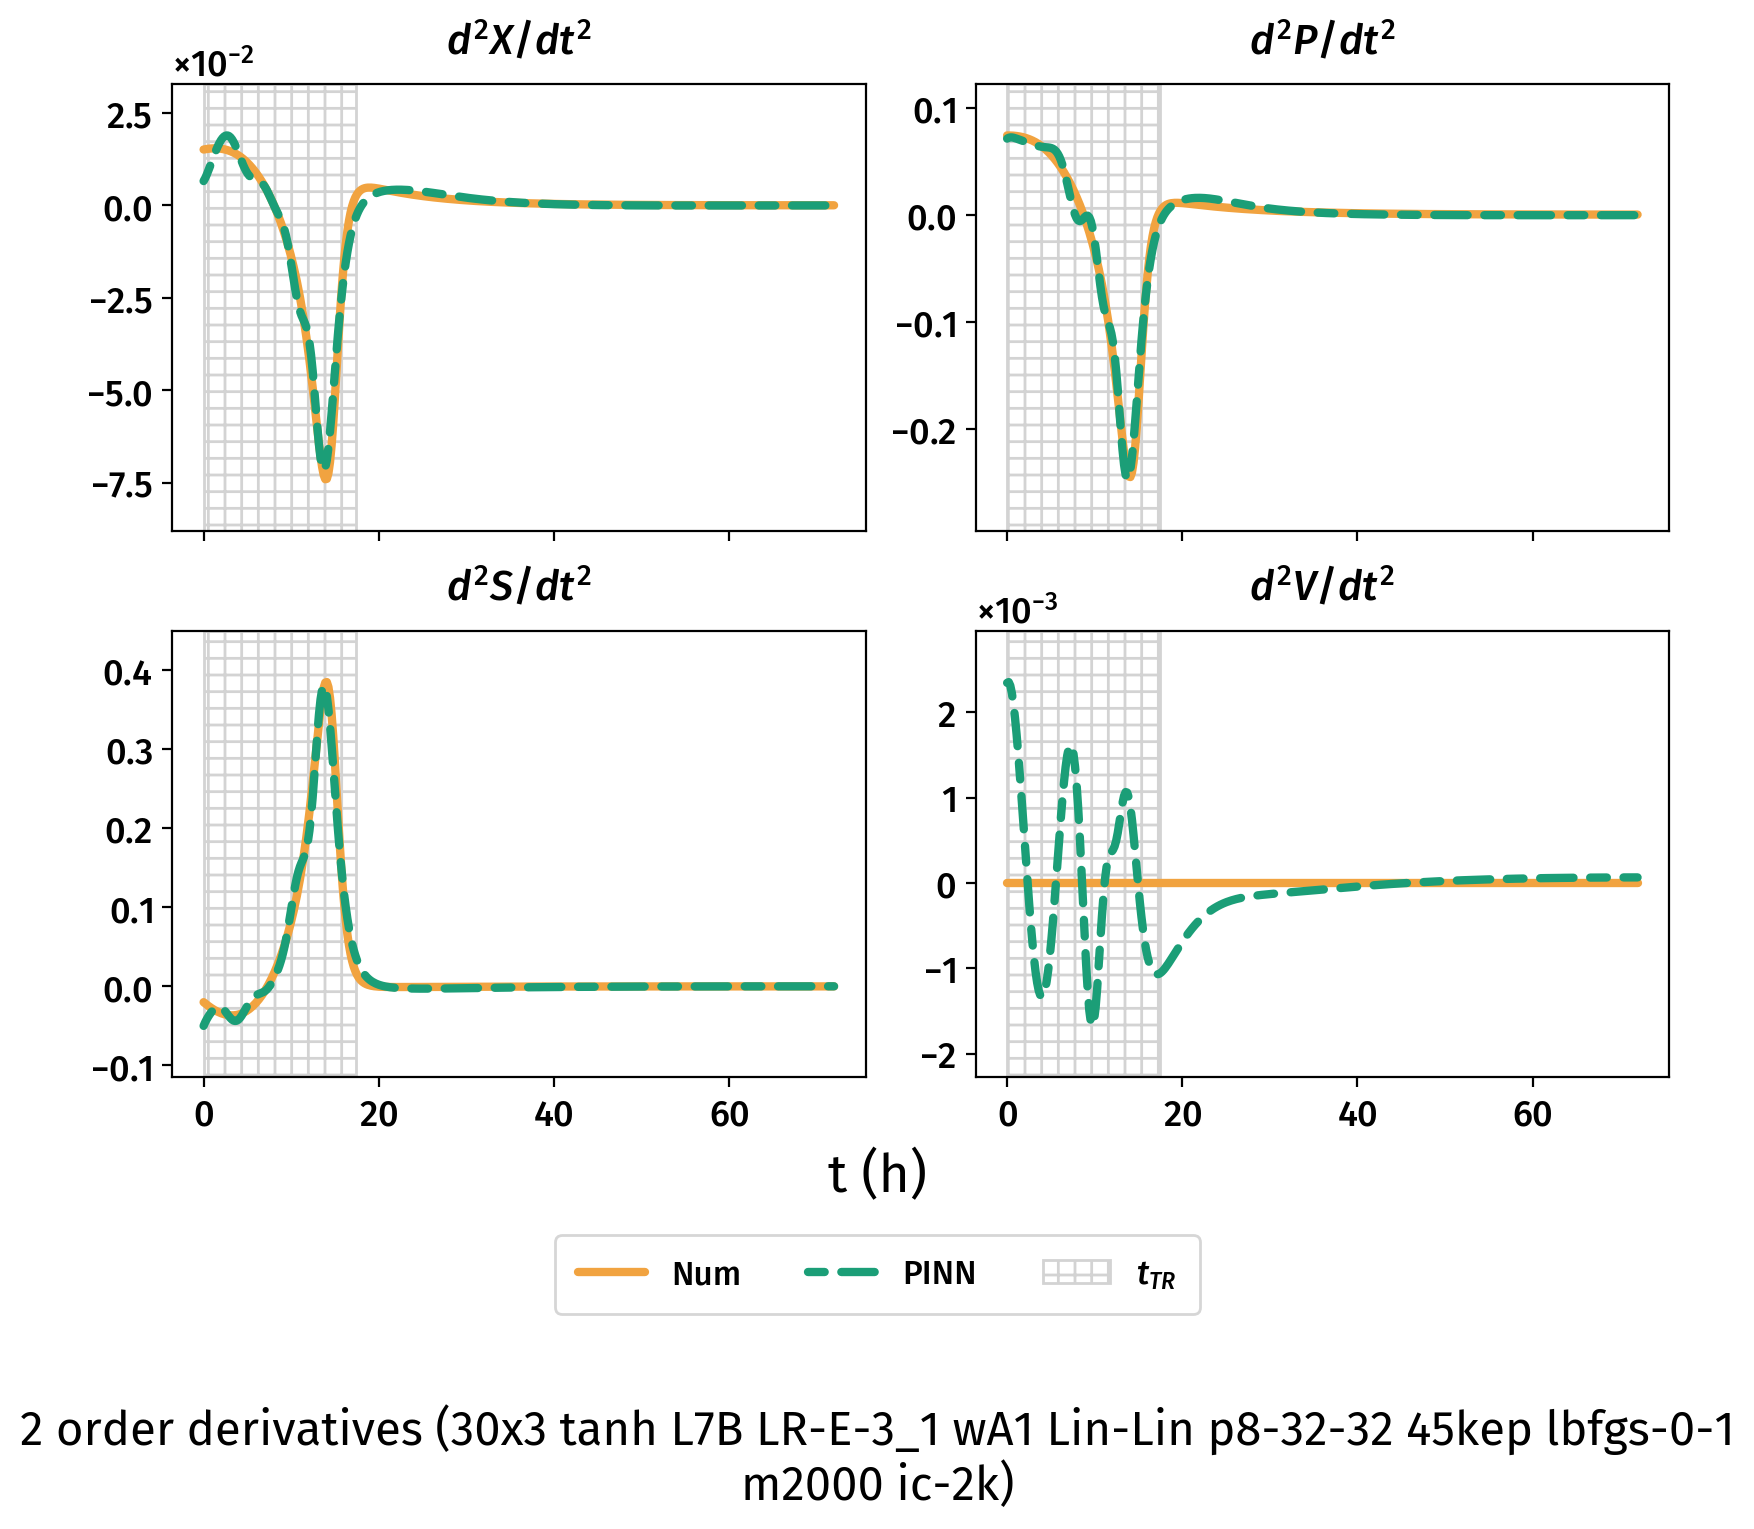 d²X/dt²
×10⁻²
2.5
0.0
−2.5
−5.0
−7.5
d²P/dt²
0.1
0.0
−0.1
−0.2
d²S/dt²
0.4
0.3
0.2
0.1
0.0
−0.1
0 20 40 60
d²V/dt²
×10⁻³
2
1
0
−1
−2
0 20 40 60
t (h)
Num PINN t_TR
2 order derivatives (30x3 tanh L7B LR-E-3_1 wA1 Lin-Lin p8-32-32 45kep lbfgs-0-1
m2000 ic-2k)